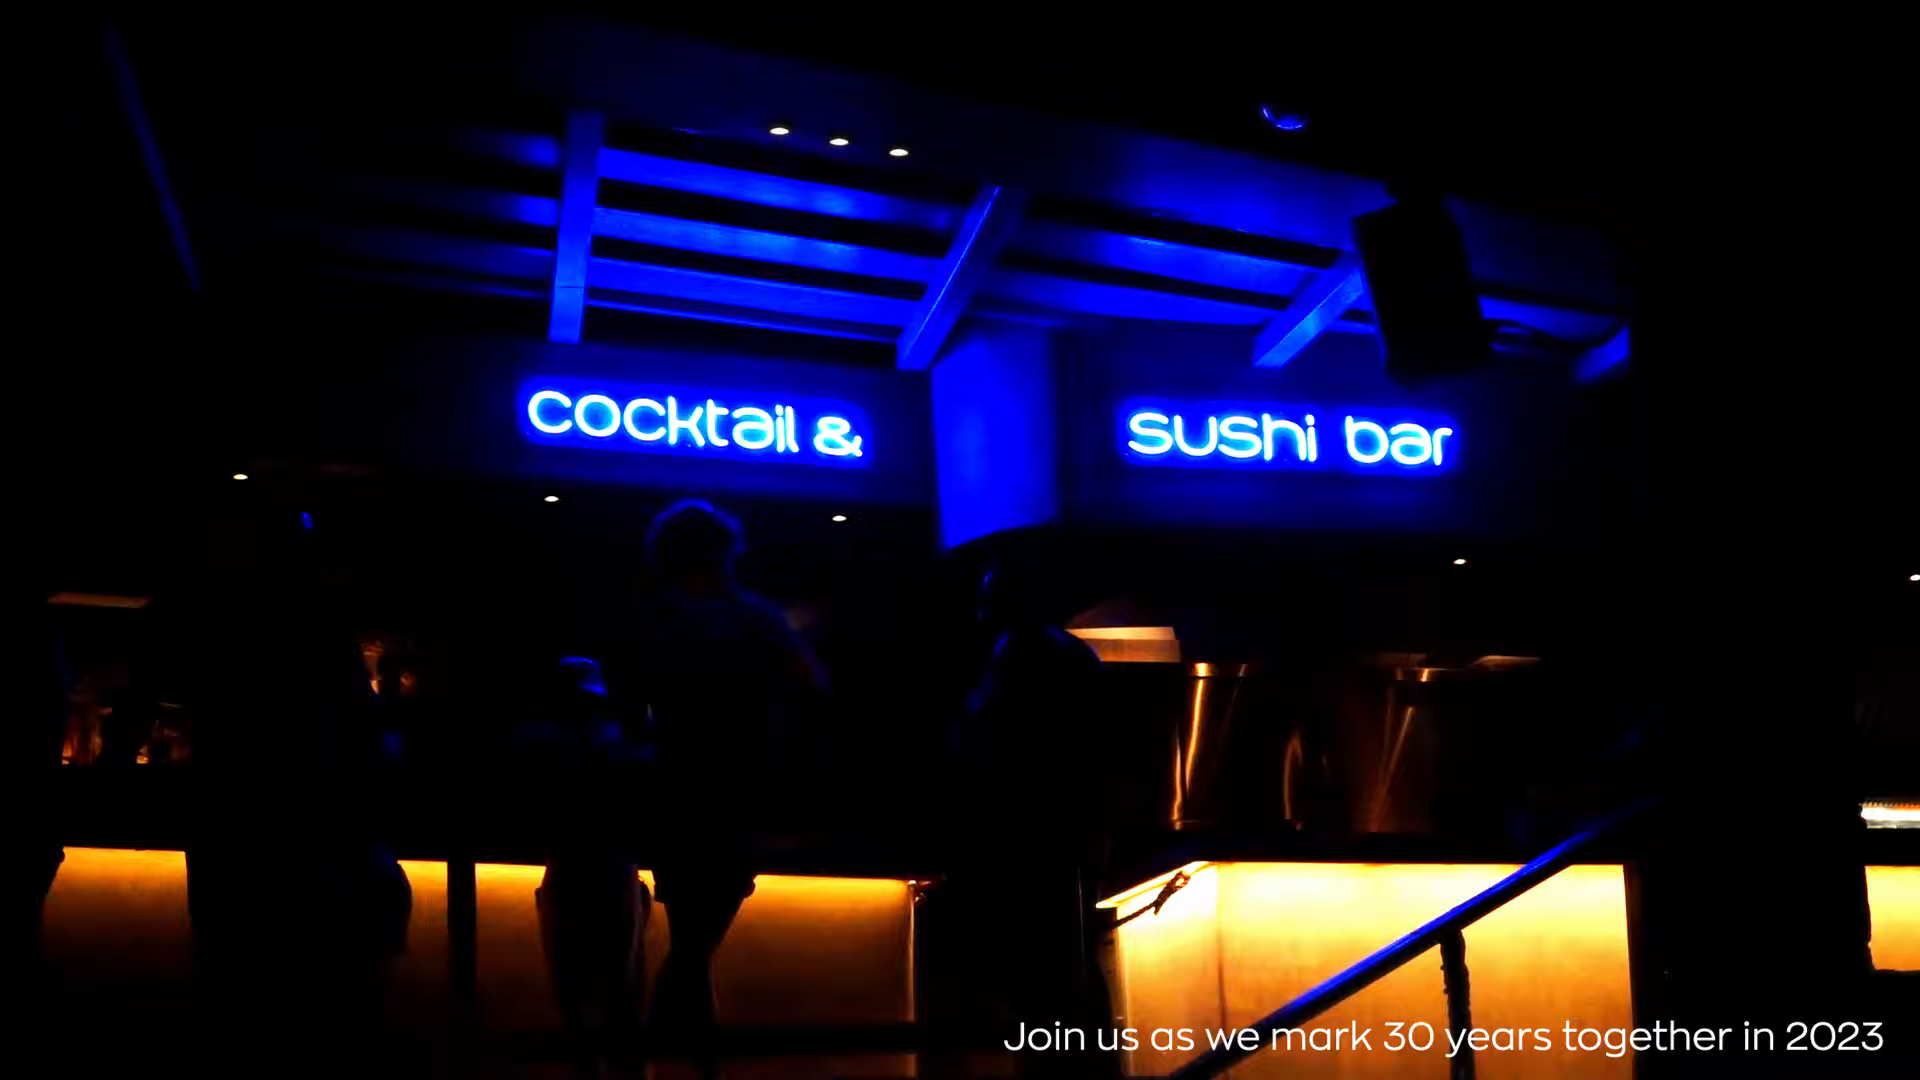 cocktail & sushi bar
Join us as we mark 30 years together in 2023